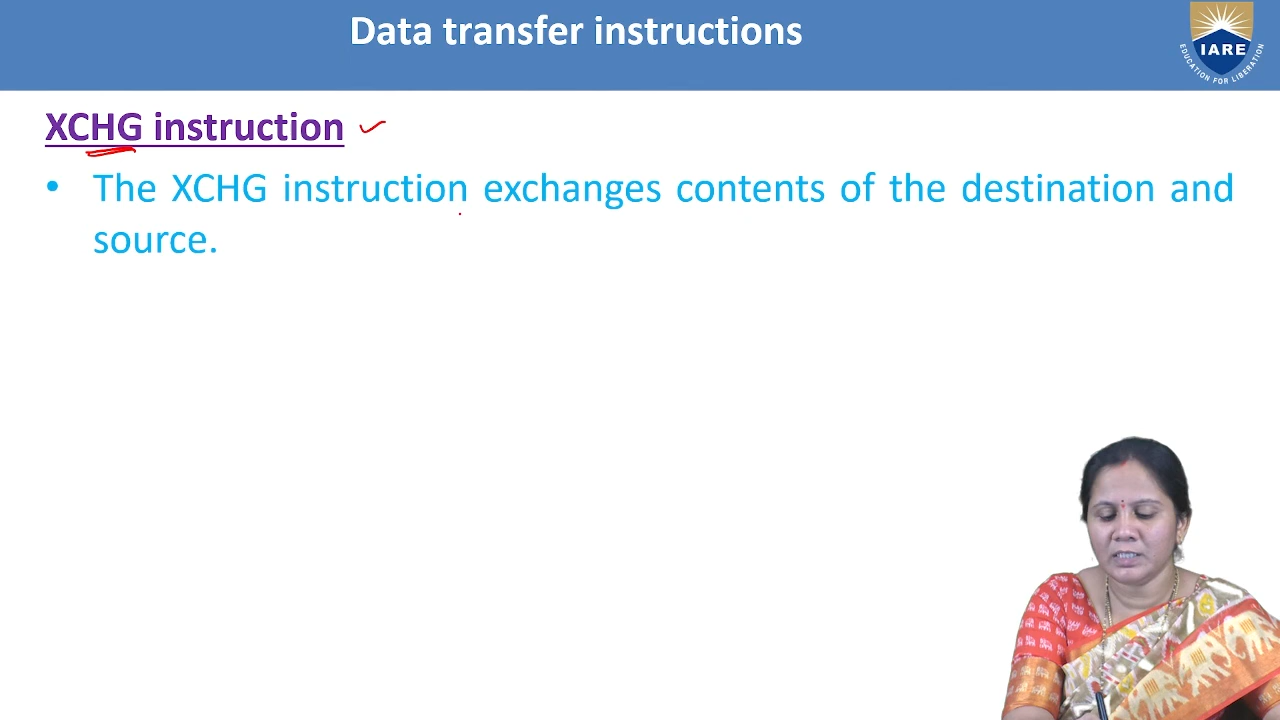 Data transfer instructions
IARE
EDUCATION FOR LIBERATION
XCHG instruction
• The XCHG instruction exchanges contents of the destination and
source.